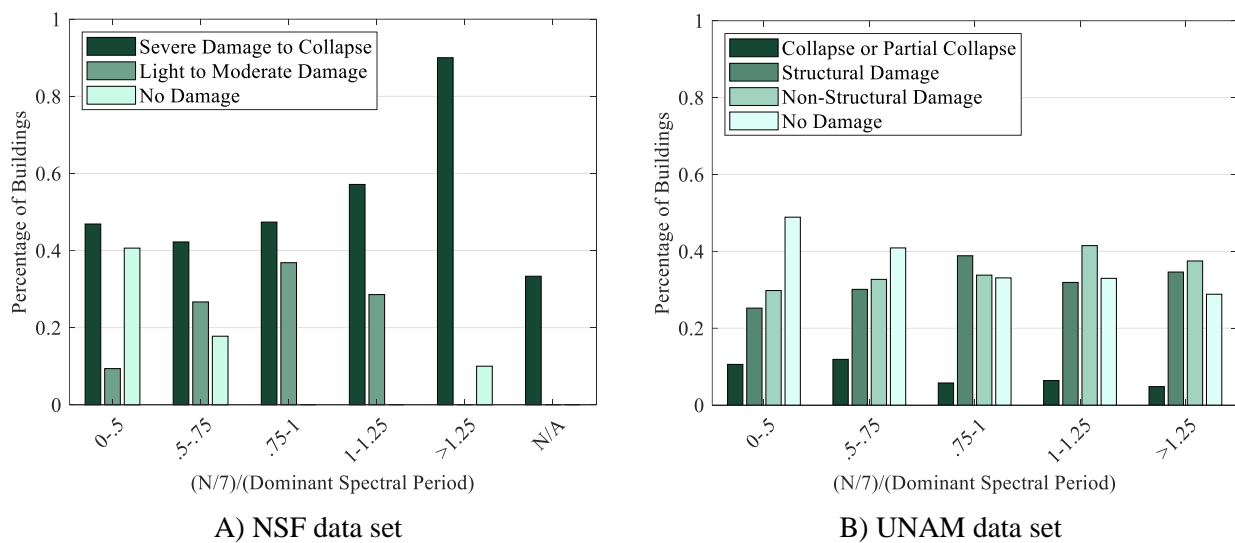 1
0.8
0.6
0.4
0.2
0
Percentage of Buildings
Severe Damage to Collapse
Light to Moderate Damage
No Damage
0-.5
.5-.75
.75-1
1-1.25
>1.25
N/A
(N/7)/(Dominant Spectral Period)
A) NSF data set
1
0.8
0.6
0.4
0.2
0
Percentage of Buildings
Collapse or Partial Collapse
Structural Damage
Non-Structural Damage
No Damage
0-.5
.5-.75
.75-1
1-1.25
>1.25
(N/7)/(Dominant Spectral Period)
B) UNAM data set